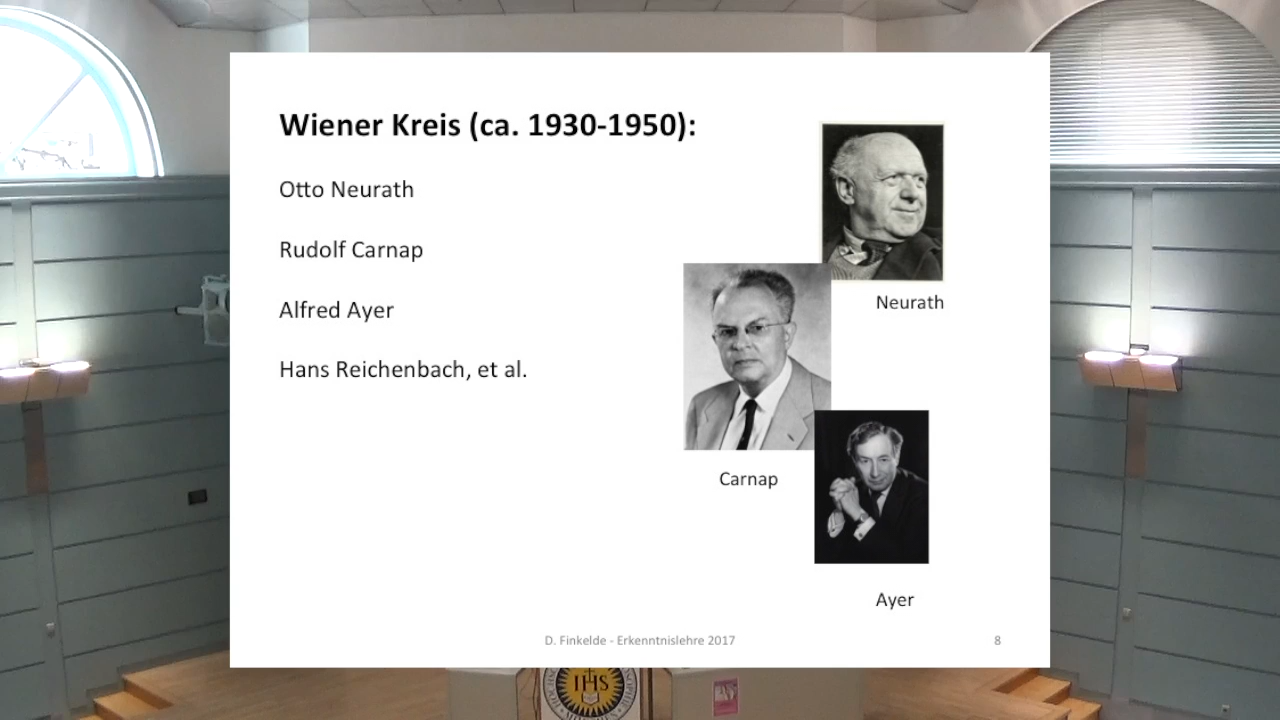 Wiener Kreis (ca. 1930-1950):
Otto Neurath
Rudolf Carnap
Alfred Ayer
Hans Reichenbach, et al.
Neurath
Carnap
Ayer
D. Finkelde - Erkenntnislehre 2017
8
IHS